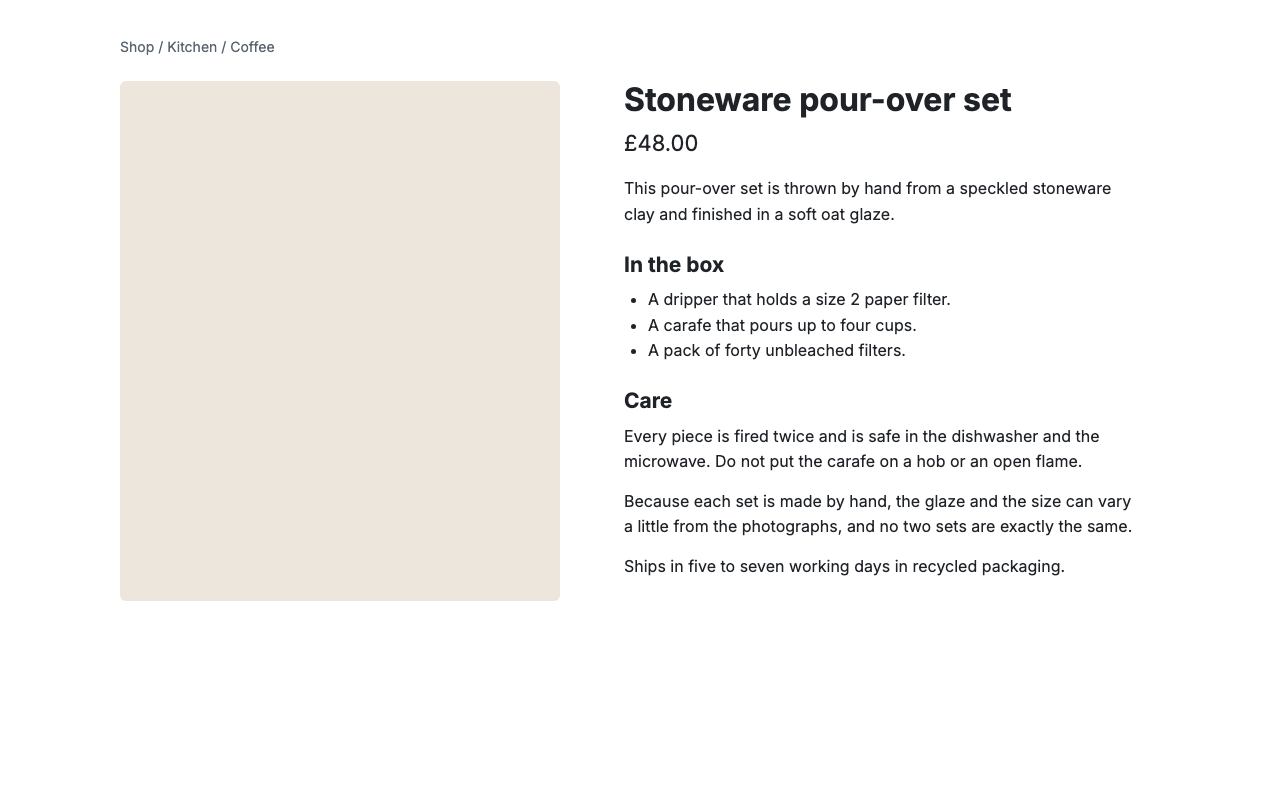 Shop / Kitchen / Coffee
Stoneware pour-over set
£48.00
This pour-over set is thrown by hand from a speckled stoneware
clay and finished in a soft oat glaze.
In the box
• A dripper that holds a size 2 paper filter.
• A carafe that pours up to four cups.
• A pack of forty unbleached filters.
Care
Every piece is fired twice and is safe in the dishwasher and the
microwave. Do not put the carafe on a hob or an open flame.
Because each set is made by hand, the glaze and the size can vary
a little from the photographs, and no two sets are exactly the same.
Ships in five to seven working days in recycled packaging.